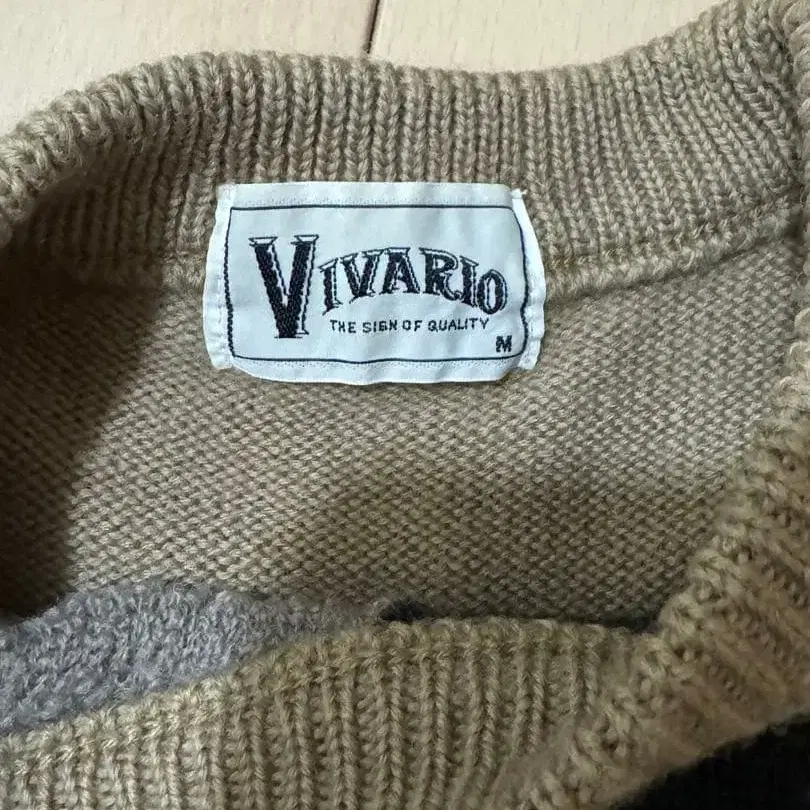 VIVARIO
THE SIGN OF QUALITY
M